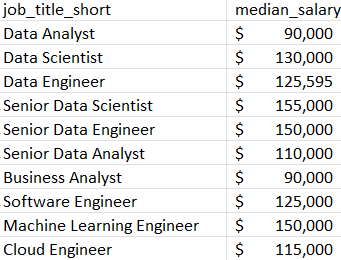 job_title_short median_salary
Data Analyst $ 90,000
Data Scientist $ 130,000
Data Engineer $ 125,595
Senior Data Scientist $ 155,000
Senior Data Engineer $ 150,000
Senior Data Analyst $ 110,000
Business Analyst $ 90,000
Software Engineer $ 125,000
Machine Learning Engineer $ 150,000
Cloud Engineer $ 115,000